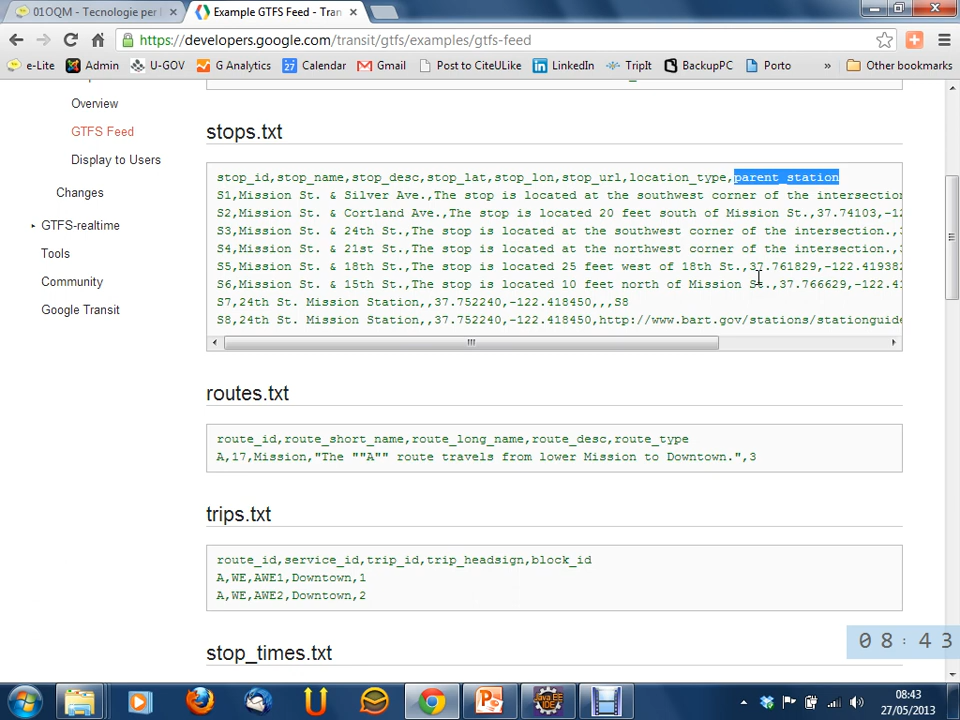 01OQM - Tecnologie per
Example GTFS Feed - Tran
https://developers.google.com/transit/gtfs/examples/gtfs-feed
e-Lite Admin U-GOV G Analytics 27 Calendar Gmail Post to CiteULike LinkedIn TripIt BackupPC Porto » Other bookmarks
Overview
GTFS Feed
Display to Users
Changes
GTFS-realtime
Tools
Community
Google Transit
stops.txt
stop_id,stop_name,stop_desc,stop_lat,stop_lon,stop_url,location_type,parent_station
S1,Mission St. & Silver Ave.,The stop is located at the southwest corner of the intersection
S2,Mission St. & Cortland Ave.,The stop is located 20 feet south of Mission St.,37.74103,-12
S3,Mission St. & 24th St.,The stop is located at the southwest corner of the intersection.,3
S4,Mission St. & 21st St.,The stop is located at the northwest corner of the intersection.,3
S5,Mission St. & 18th St.,The stop is located 25 feet west of 18th St.,37.761829,-122.419382
S6,Mission St. & 15th St.,The stop is located 10 feet north of Mission St.,37.766629,-122.41
S7,24th St. Mission Station,,37.752240,-122.418450,,,S8
S8,24th St. Mission Station,,37.752240,-122.418450,http://www.bart.gov/stations/stationguide
routes.txt
route_id,route_short_name,route_long_name,route_desc,route_type
A,17,Mission,"The ""A"" route travels from lower Mission to Downtown.",3
trips.txt
route_id,service_id,trip_id,trip_headsign,block_id
A,WE,AWE1,Downtown,1
A,WE,AWE2,Downtown,2
stop_times.txt
08:43
08:43
27/05/2013